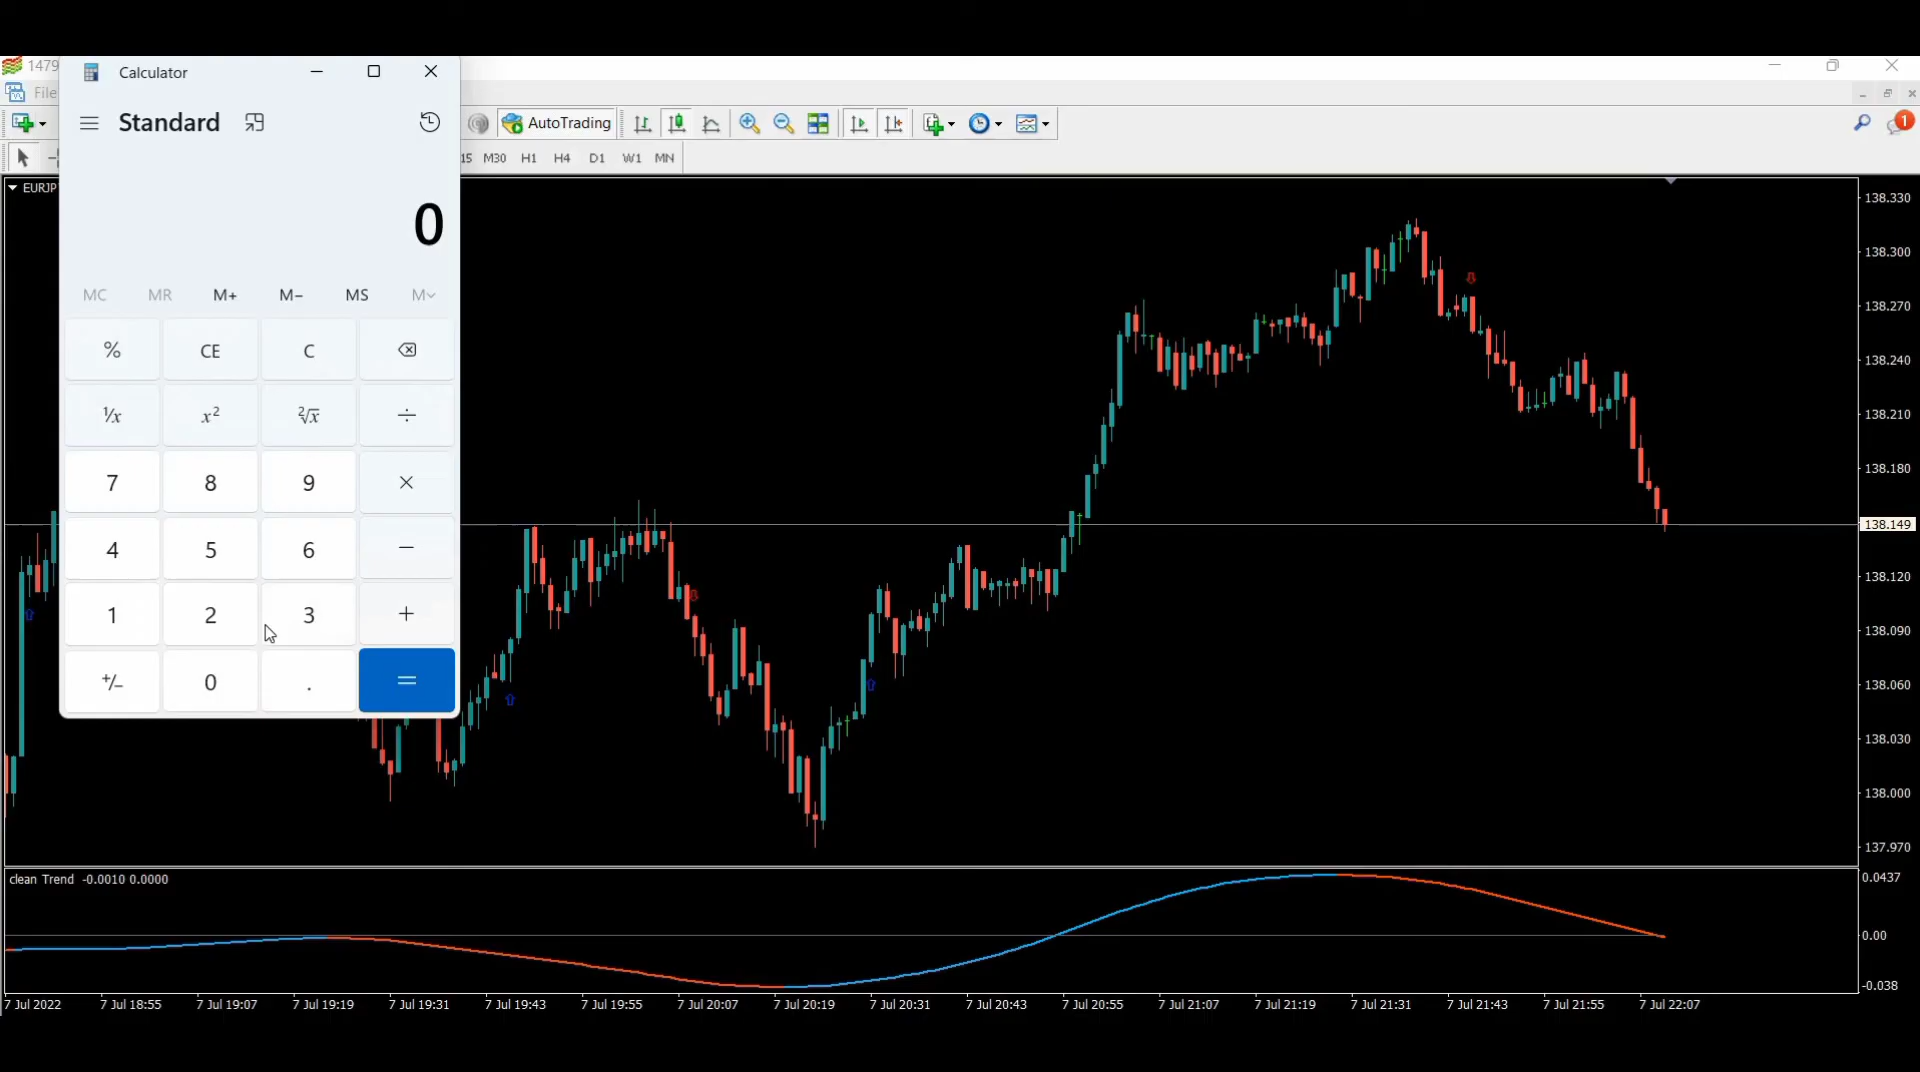 1479
Calculator
File
Standard
AutoTrading
1
15 M30 H1 H4 D1 W1 MN
EURJP
0
MC MR M+ M− MS M
% CE C
⅟x x² ²√x ÷
7 8 9 ×
4 5 6 −
1 2 3 +
+/− 0 . =
138.330
138.300
138.270
138.240
138.210
138.180
138.149
138.120
138.090
138.060
138.030
138.000
137.970
clean Trend -0.0010 0.0000
0.0437
0.00
-0.038
7 Jul 2022 7 Jul 18:55 7 Jul 19:07 7 Jul 19:19 7 Jul 19:31 7 Jul 19:43 7 Jul 19:55 7 Jul 20:07 7 Jul 20:19 7 Jul 20:31 7 Jul 20:43 7 Jul 20:55 7 Jul 21:07 7 Jul 21:19 7 Jul 21:31 7 Jul 21:43 7 Jul 21:55 7 Jul 22:07